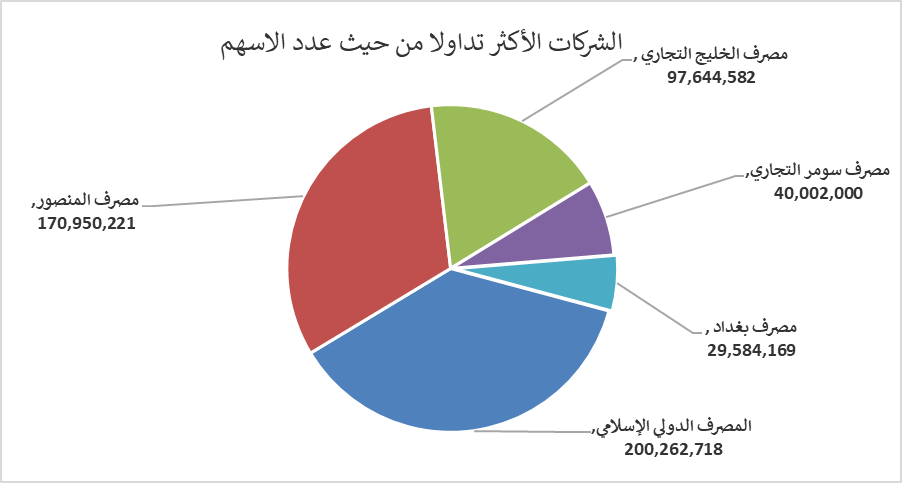 الشركات الأكثر تداولا من حيث عدد الاسهم
مصرف الخليج التجاري ,
97,644,582
مصرف سومر التجاري,
40,002,000
مصرف المنصور,
170,950,221
مصرف بغداد ,
29,584,169
المصرف الدولي الإسلامي,
200,262,718